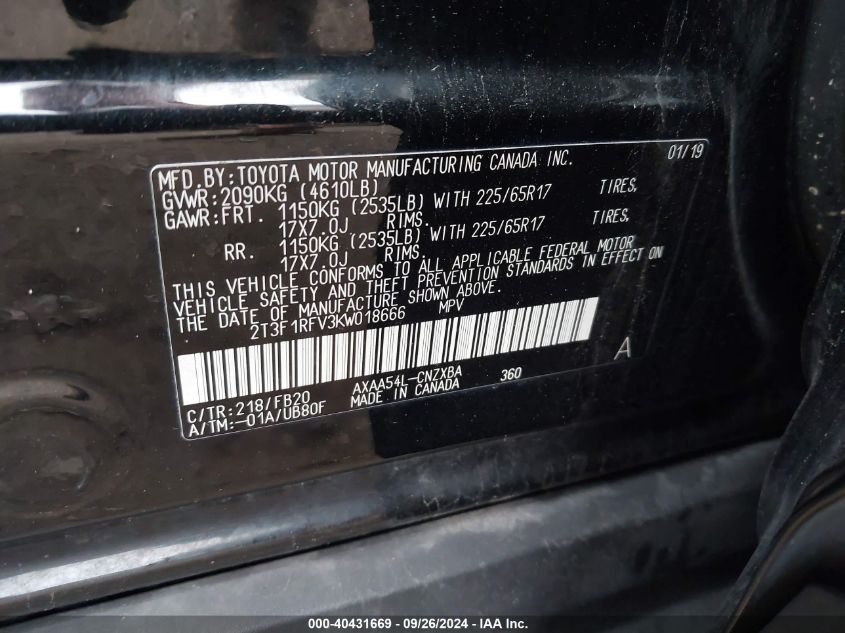 MFD.BY:TOYOTA MOTOR MANUFACTURING CANADA INC. 01/19
GVWR:2090KG (4610LB)
GAWR:FRT. 1150KG (2535LB) WITH 225/65R17 TIRES,
17X7.0J RIMS.
RR. 1150KG (2535LB) WITH 225/65R17 TIRES,
17X7.0J RIMS.
THIS VEHICLE CONFORMS TO ALL APPLICABLE FEDERAL MOTOR
VEHICLE SAFETY AND THEFT PREVENTION STANDARDS IN EFFECT ON
THE DATE OF MANUFACTURE SHOWN ABOVE.
2T3F1RFV3KW018666 MPV
A
C/TR:218/FB20 AXAA54L-CNZXBA 360
A/TM:-01A/UB80F MADE IN CANADA
000-40431669 - 09/26/2024 - IAA Inc.